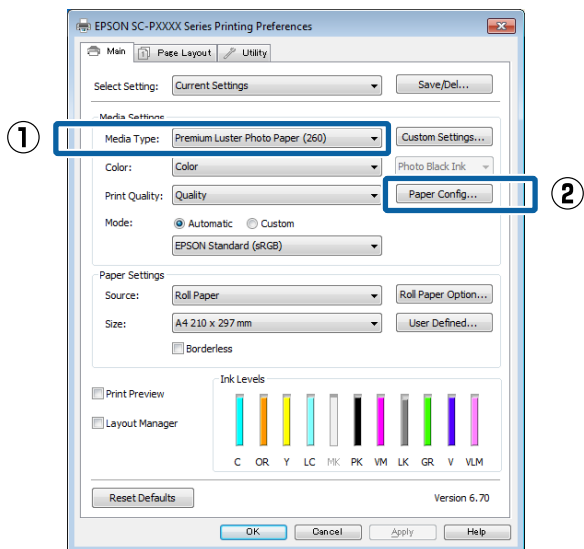 EPSON SC-PXXXX Series Printing Preferences
Main Page Layout Utility
Select Setting: Current Settings Save/Del...
Media Settings
① Media Type: Premium Luster Photo Paper (260) Custom Settings...
Color: Color Photo Black Ink
Print Quality: Quality Paper Config... ②
Mode: Automatic Custom
EPSON Standard (sRGB)
Paper Settings
Source: Roll Paper Roll Paper Option...
Size: A4 210 x 297 mm User Defined...
Borderless
Ink Levels
Print Preview
Layout Manager
C OR Y LC MK PK VM LK GR V VLM
Reset Defaults Version 6.70
OK Cancel Apply Help